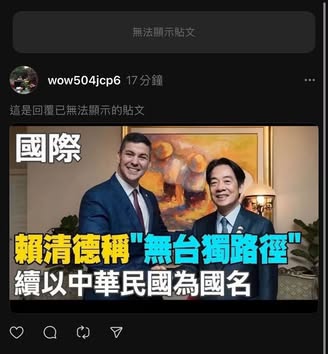 無法顯示貼文
wow504jcp6 17分鐘
這是回覆已無法顯示的貼文
國際
賴清德稱"無台獨路徑"
續以中華民國為國名